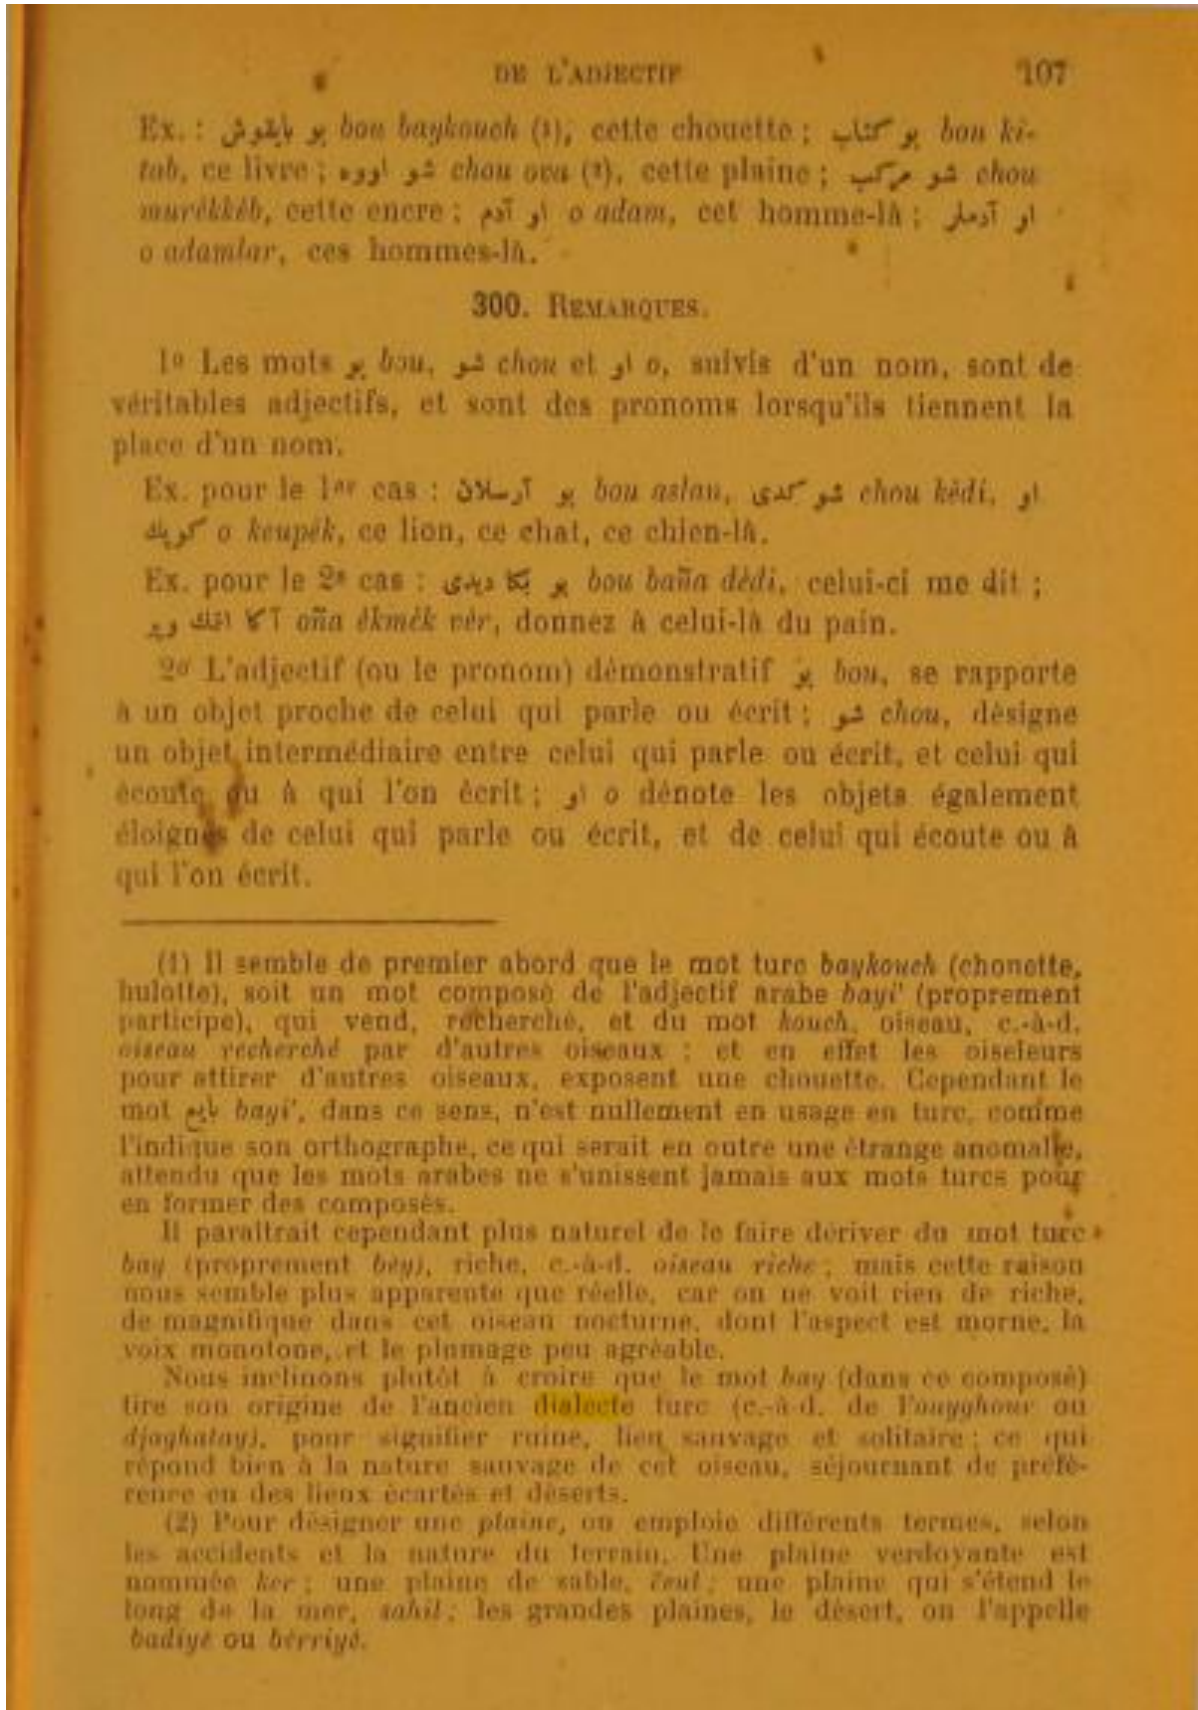 DE L'ADJECTIF 107
Ex. : بو بايقوش bou baykouch (1), cette chouette ; بو كتاب bou ki-
tab, ce livre ; شو اووه chou ova (2), cette plaine ; شو مركب chou
murékkèb, cette encre ; او آدم o adam, cet homme-là ; او آدملر
o adamlar, ces hommes-là.
300. REMARQUES.
1o Les mots بو bou, شو chou et او o, suivis d'un nom, sont de
véritables adjectifs, et sont des pronoms lorsqu'ils tiennent la
place d'un nom.
Ex. pour le 1er cas : بو آرسلان bou aslan, شو كدى chou kèdi, او
كوپك o keupèk, ce lion, ce chat, ce chien-là.
Ex. pour le 2e cas : بو بكا ديدى bou baña dèdi, celui-ci me dit ;
آكا اتمك وير oña èkmèk vèr, donnez à celui-là du pain.
2o L'adjectif (ou le pronom) démonstratif بو bou, se rapporte
à un objet proche de celui qui parle ou écrit ; شو chou, désigne
un objet intermédiaire entre celui qui parle ou écrit, et celui qui
écoute ou à qui l'on écrit ; او o dénote les objets également
éloignés de celui qui parle ou écrit, et de celui qui écoute ou à
qui l'on écrit.
(1) Il semble de premier abord que le mot turc baykouch (chouette,
hulotte), soit un mot composé de l'adjectif arabe bayi' (proprement
participe), qui vend, recherché, et du mot kouch, oiseau, c.-à-d.
oiseau recherché par d'autres oiseaux ; et en effet les oiseleurs
pour attirer d'autres oiseaux, exposent une chouette. Cependant le
mot بايع bayi', dans ce sens, n'est nullement en usage en turc, comme
l'indique son orthographe, ce qui serait en outre une étrange anomalie,
attendu que les mots arabes ne s'unissent jamais aux mots turcs pour
en former des composés.
Il paraîtrait cependant plus naturel de le faire dériver du mot turc
bay (proprement bèy), riche, c.-à-d. oiseau riche ; mais cette raison
nous semble plus apparente que réelle, car on ne voit rien de riche,
de magnifique dans cet oiseau nocturne, dont l'aspect est morne, la
voix monotone, et le plumage peu agréable.
Nous inclinons plutôt à croire que le mot bay (dans ce composé)
tire son origine de l'ancien dialecte turc (c.-à-d. de l'ouyghour ou
djaghatay), pour signifier ruine, lieu sauvage et solitaire ; ce qui
répond bien à la nature sauvage de cet oiseau, séjournant de préfé-
rence en des lieux écartés et déserts.
(2) Pour désigner une plaine, on emploie différents termes, selon
les accidents et la nature du terrain. Une plaine verdoyante est
nommée ker ; une plaine de sable, čeul ; une plaine qui s'étend le
long de la mer, sahil ; les grandes plaines, le désert, on l'appelle
badiyè ou bèrriyè.